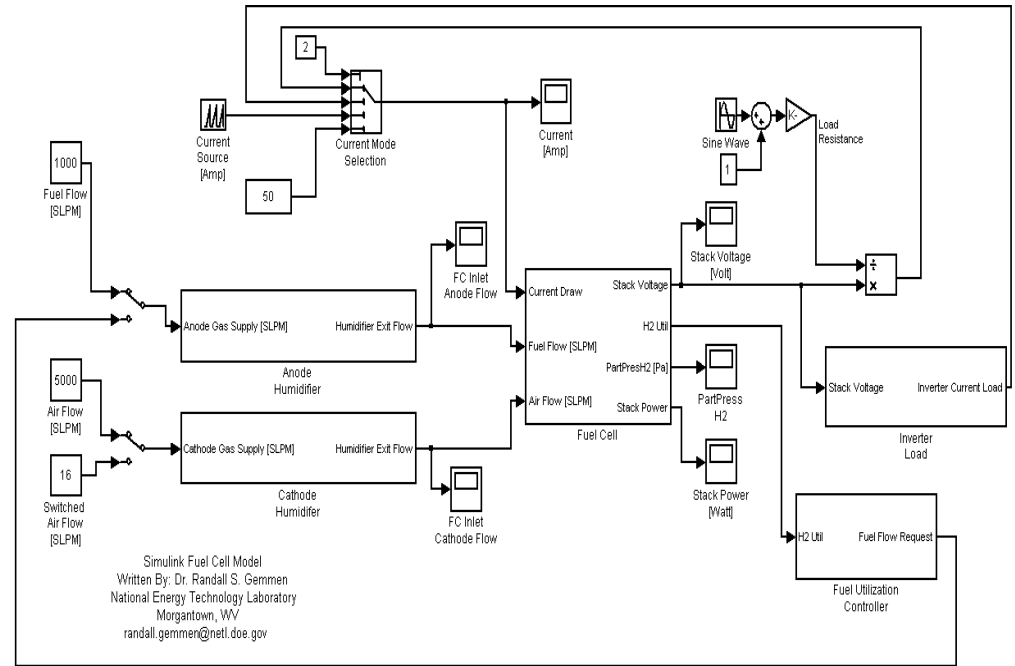 2
Current
Source
[Amp]
50
Current Mode
Selection
Current
[Amp]
Sine Wave
1
K-
Load
Resistance
1000
Fuel Flow
[SLPM]
FC Inlet
Anode Flow
Stack Voltage
[Volt]
÷
×
Anode Gas Supply [SLPM]
Humidifier Exit Flow
Anode
Humidifier
Current Draw
Fuel Flow [SLPM]
Air Flow [SLPM]
Stack Voltage
H2 Util
PartPresH2 [Pa]
Stack Power
Fuel Cell
PartPress
H2
Stack Voltage
Inverter Current Load
Inverter
Load
5000
Air Flow
[SLPM]
16
Switched
Air Flow
[SLPM]
Cathode Gas Supply [SLPM]
Humidifier Exit Flow
Cathode
Humidifer
FC Inlet
Cathode Flow
Stack Power
[Watt]
H2 Util
Fuel Flow Request
Fuel Utilization
Controller
Simulink Fuel Cell Model
Written By: Dr. Randall S. Gemmen
National Energy Technology Laboratory
Morgantown, WV
randall.gemmen@netl.doe.gov